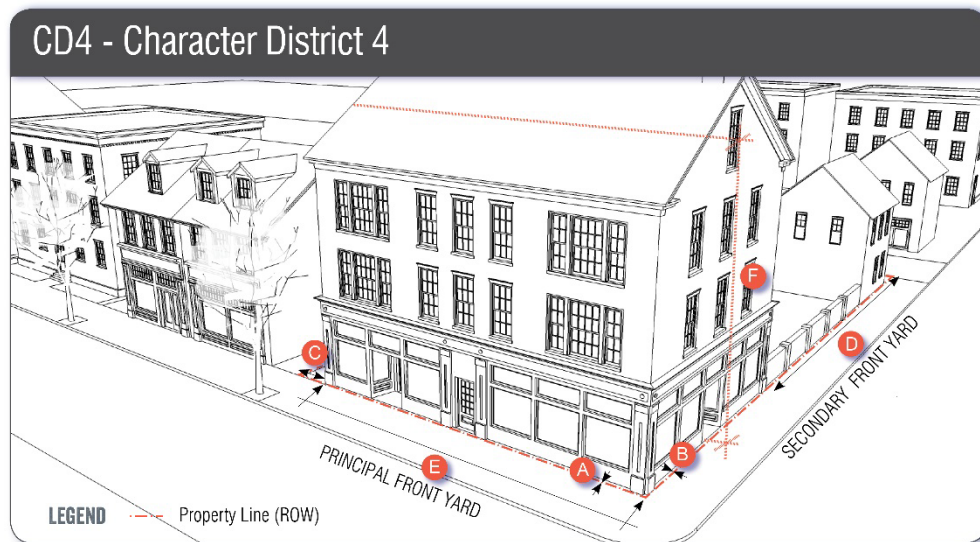 CD4 - Character District 4
F
C
D
SECONDARY FRONT YARD
B
A
E
PRINCIPAL FRONT YARD
LEGEND Property Line (ROW)